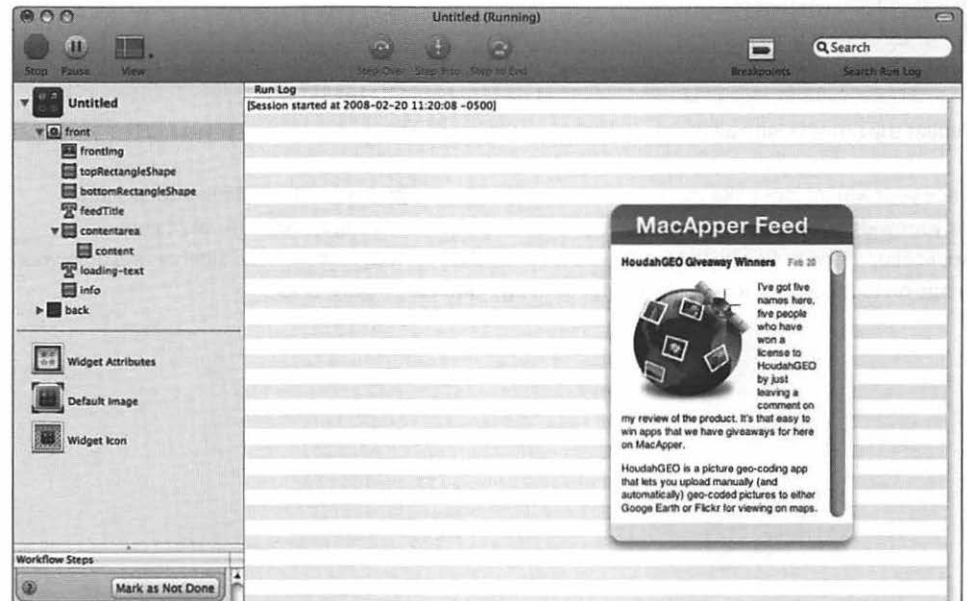 Untitled (Running)
Stop Pause View
Step Over Step Into Step to End
Breakpoints
Search
Search Run Log
Untitled
front
frontImg
topRectangleShape
bottomRectangleShape
feedTitle
contentarea
content
loading-text
info
back
Widget Attributes
Default Image
Widget Icon
Workflow Steps
Mark as Not Done
Run Log
[Session started at 2008-02-20 11:20:08 -0500]
MacApper Feed
HoudahGEO Giveaway Winners Feb 20
I've got five
names here,
five people
who have
won a
license to
HoudahGEO
by just
leaving a
comment on
my review of the product. It's that easy to
win apps that we have giveaways for here
on MacApper.
HoudahGEO is a picture geo-coding app
that lets you upload manually (and
automatically) geo-coded pictures to either
Googe Earth or Flickr for viewing on maps.